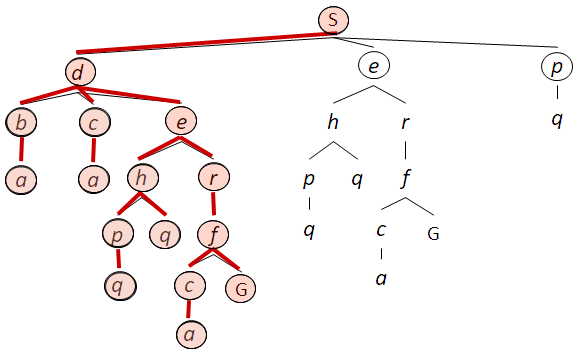 S
d e p
b c e h r q
a a h r p q f
p q f q c G
q c G a
a